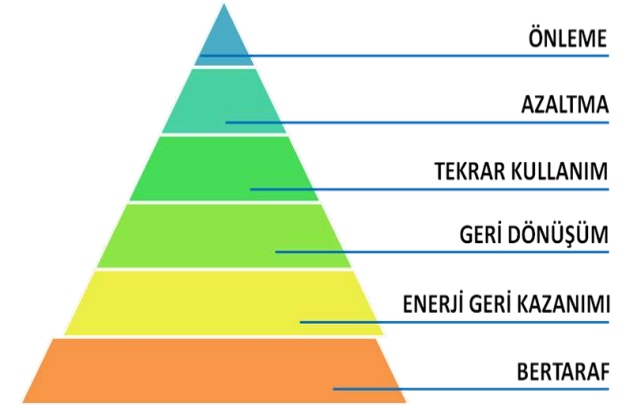 ÖNLEME
AZALTMA
TEKRAR KULLANIM
GERİ DÖNÜŞÜM
ENERJİ GERİ KAZANIMI
BERTARAF